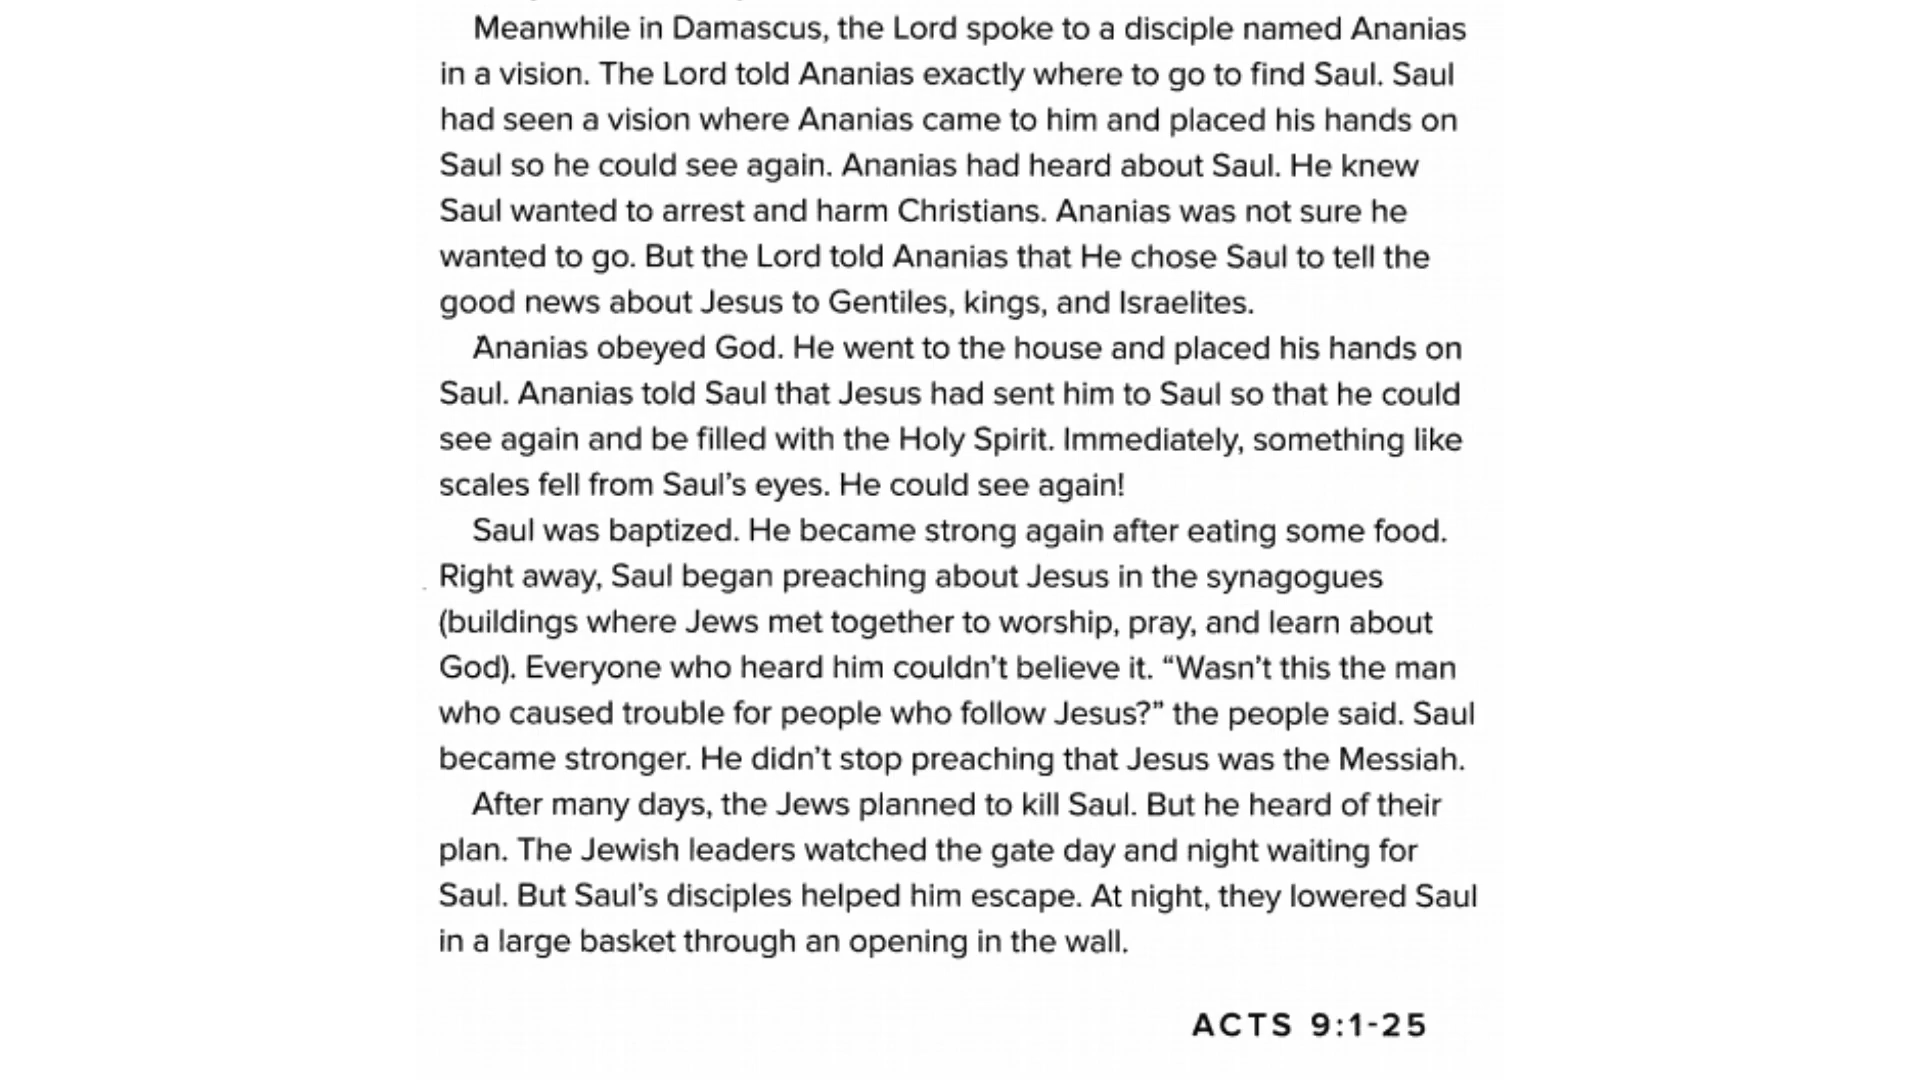 Meanwhile in Damascus, the Lord spoke to a disciple named Ananias
in a vision. The Lord told Ananias exactly where to go to find Saul. Saul
had seen a vision where Ananias came to him and placed his hands on
Saul so he could see again. Ananias had heard about Saul. He knew
Saul wanted to arrest and harm Christians. Ananias was not sure he
wanted to go. But the Lord told Ananias that He chose Saul to tell the
good news about Jesus to Gentiles, kings, and Israelites.
Ananias obeyed God. He went to the house and placed his hands on
Saul. Ananias told Saul that Jesus had sent him to Saul so that he could
see again and be filled with the Holy Spirit. Immediately, something like
scales fell from Saul’s eyes. He could see again!
Saul was baptized. He became strong again after eating some food.
Right away, Saul began preaching about Jesus in the synagogues
(buildings where Jews met together to worship, pray, and learn about
God). Everyone who heard him couldn’t believe it. “Wasn’t this the man
who caused trouble for people who follow Jesus?” the people said. Saul
became stronger. He didn’t stop preaching that Jesus was the Messiah.
After many days, the Jews planned to kill Saul. But he heard of their
plan. The Jewish leaders watched the gate day and night waiting for
Saul. But Saul’s disciples helped him escape. At night, they lowered Saul
in a large basket through an opening in the wall.
ACTS 9:1-25